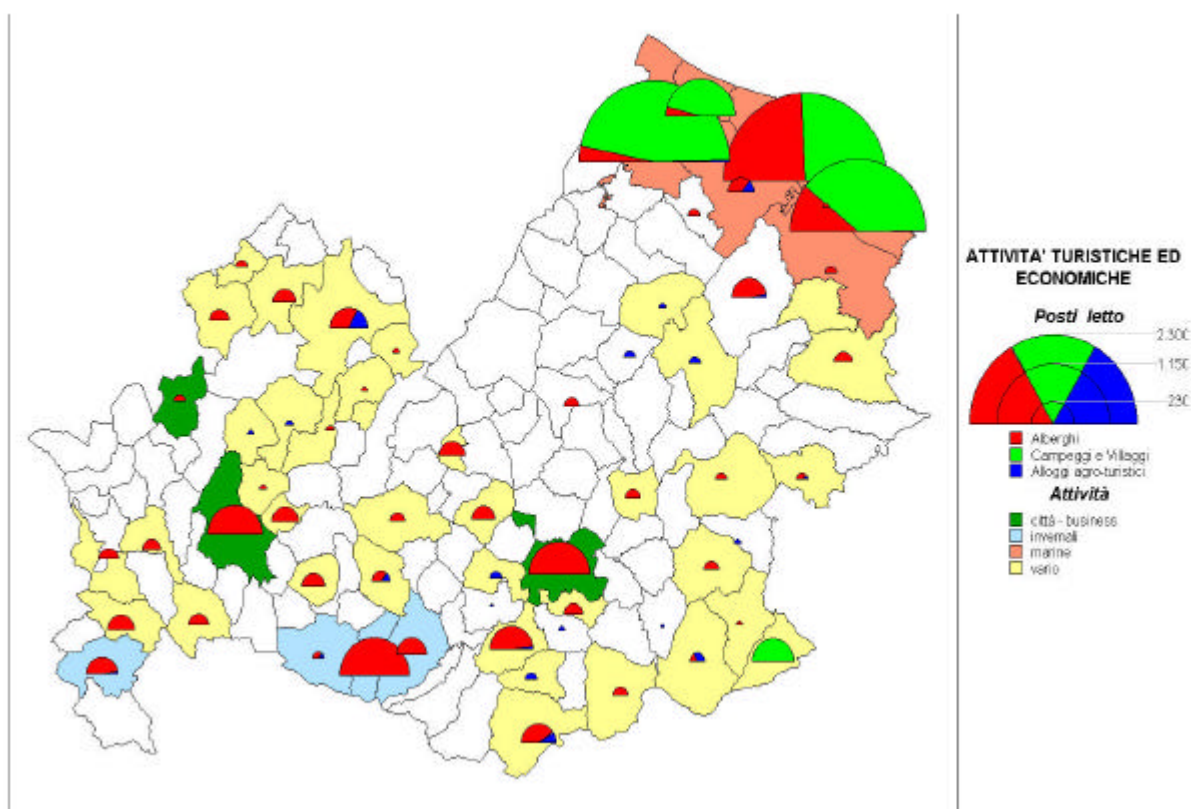 ATTIVITA' TURISTICHE ED
ECONOMICHE
Posti letto
2.300
1.150
230
Alberghi
Campeggi e Villaggi
Alloggi agro-turistici
Attività
città - business
invernali
marine
vario